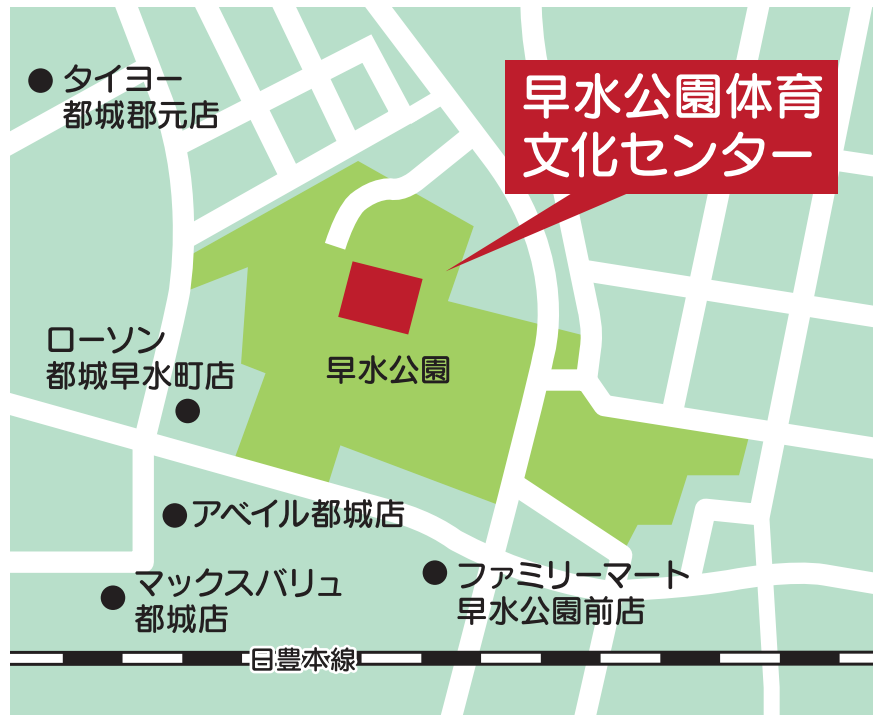 タイヨー
都城郡元店
早水公園体育
文化センター
ローソン
都城早水町店
早水公園
アベイル都城店
マックスバリュ
都城店
ファミリーマート
早水公園前店
日豊本線